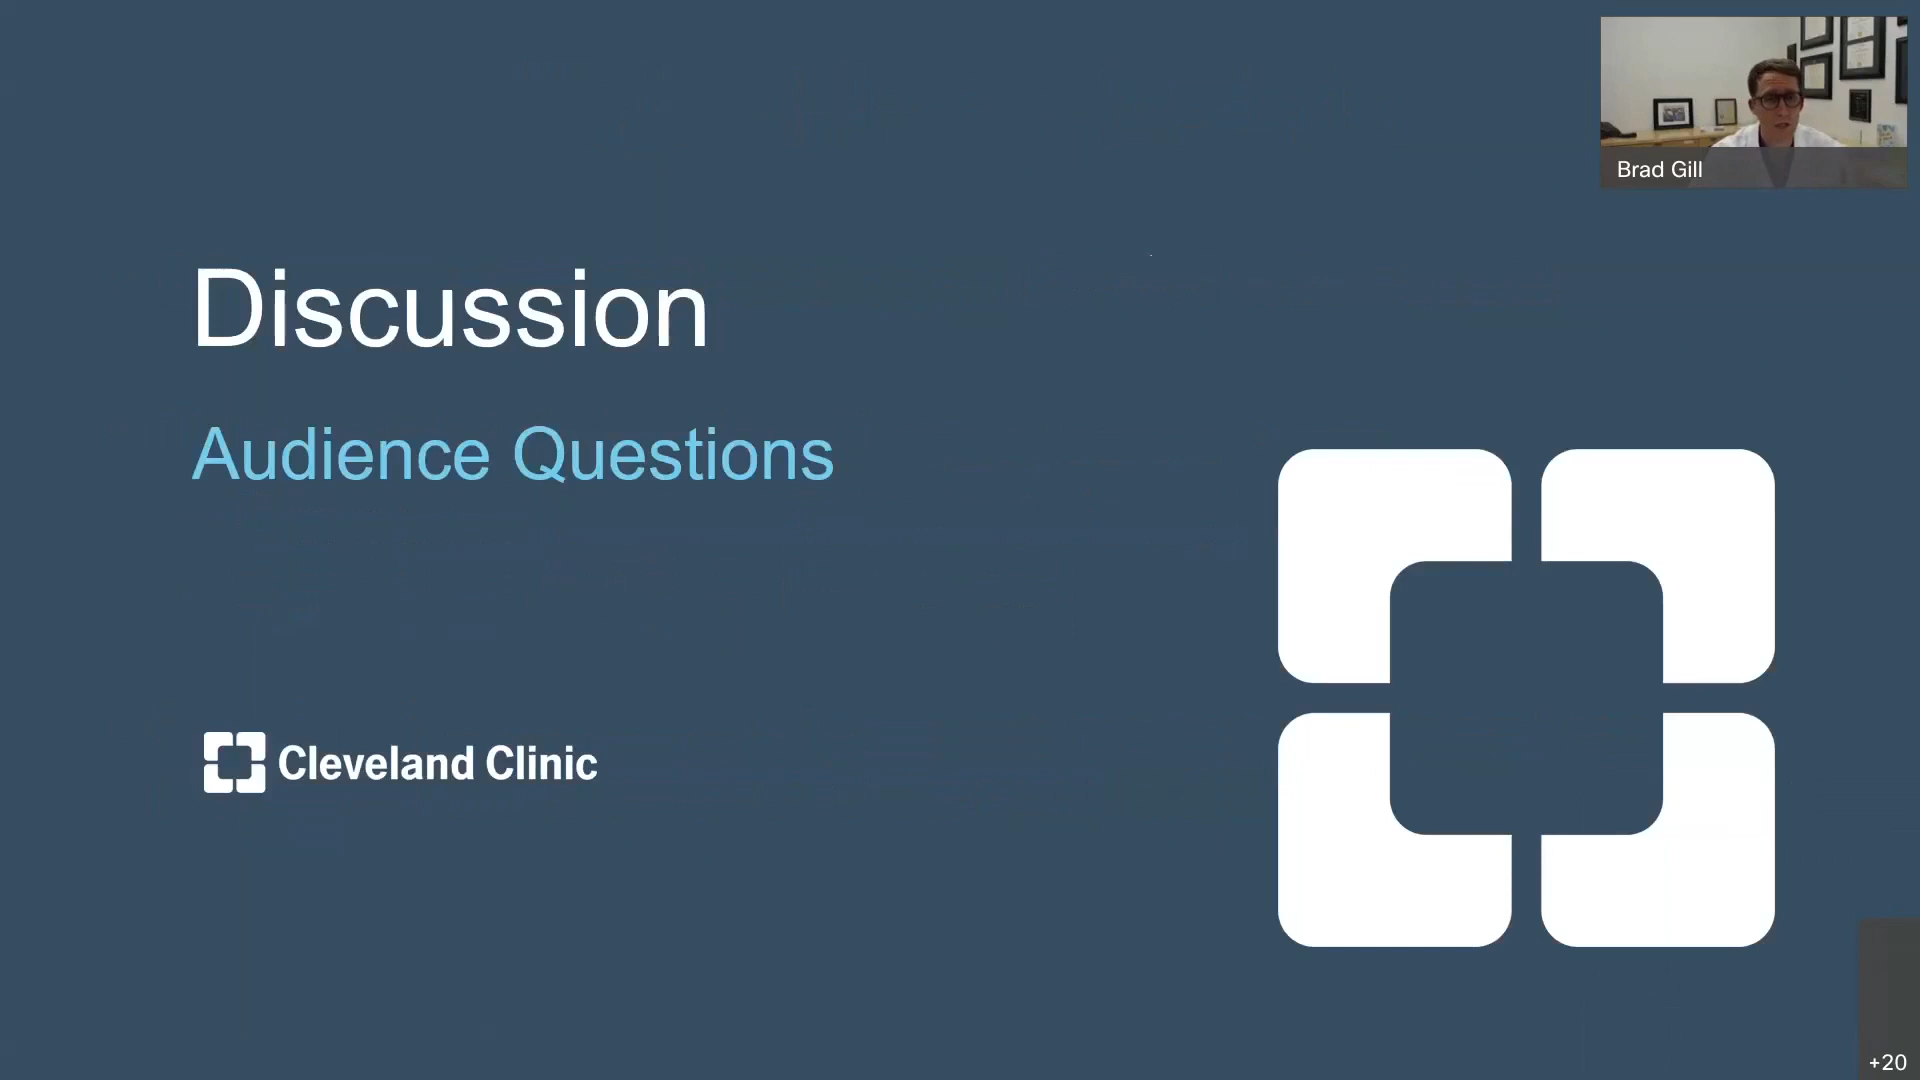 Brad Gill
Discussion
Audience Questions
Cleveland Clinic
+20